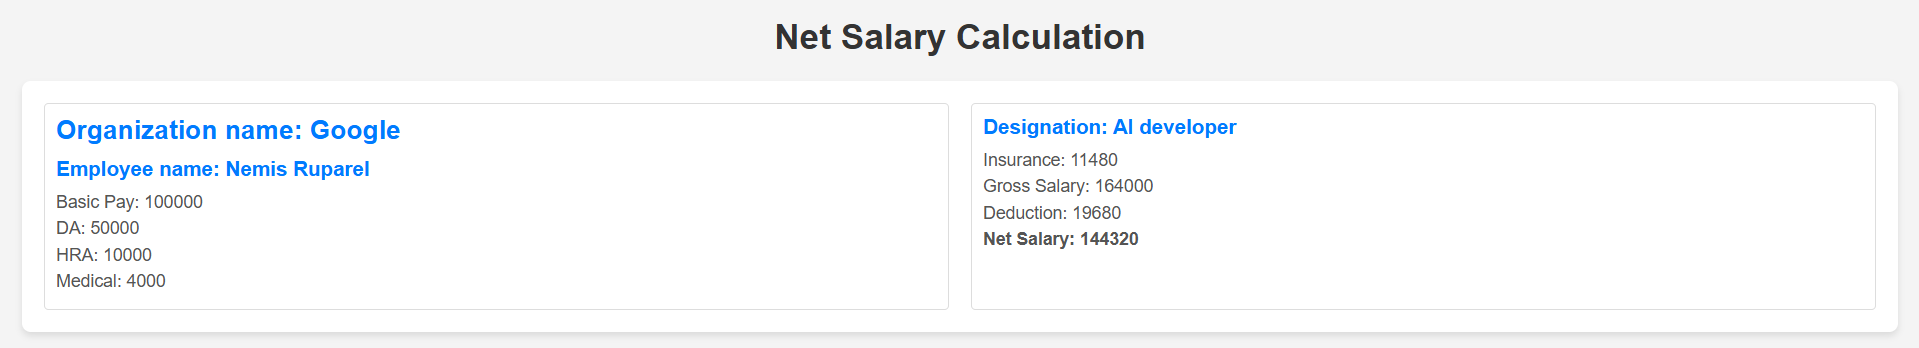 Net Salary Calculation
Organization name: Google
Employee name: Nemis Ruparel
Basic Pay: 100000
DA: 50000
HRA: 10000
Medical: 4000
Designation: AI developer
Insurance: 11480
Gross Salary: 164000
Deduction: 19680
Net Salary: 144320